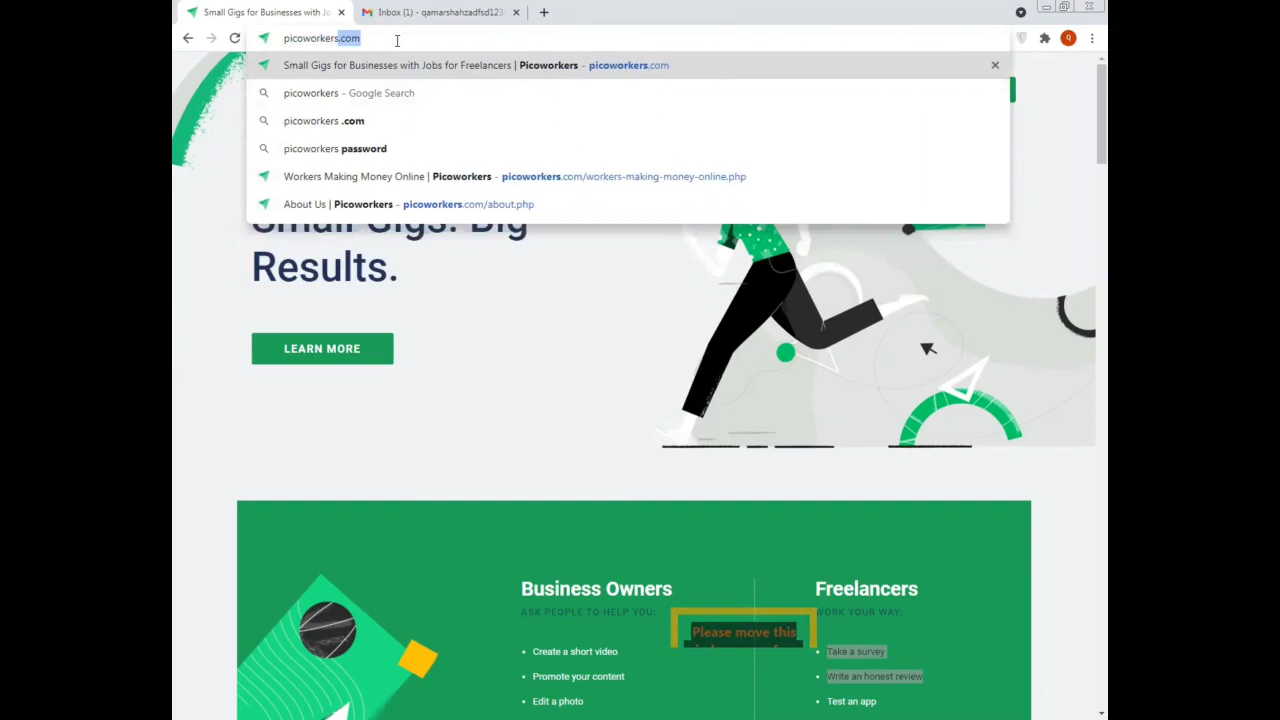 Small Gigs for Businesses with Jo
Inbox (1) - qamarshahzadfsd123
picoworkers.com
q
Small Gigs for Businesses with Jobs for Freelancers | Picoworkers - picoworkers.com
picoworkers - Google Search
picoworkers .com
picoworkers password
Workers Making Money Online | Picoworkers - picoworkers.com/workers-making-money-online.php
About Us | Picoworkers - picoworkers.com/about.php
Small Gigs. Big
Results.
LEARN MORE
Business Owners
ASK PEOPLE TO HELP YOU:
Create a short video
Promote your content
Edit a photo
Please move this
Freelancers
WORK YOUR WAY:
Take a survey
Write an honest review
Test an app